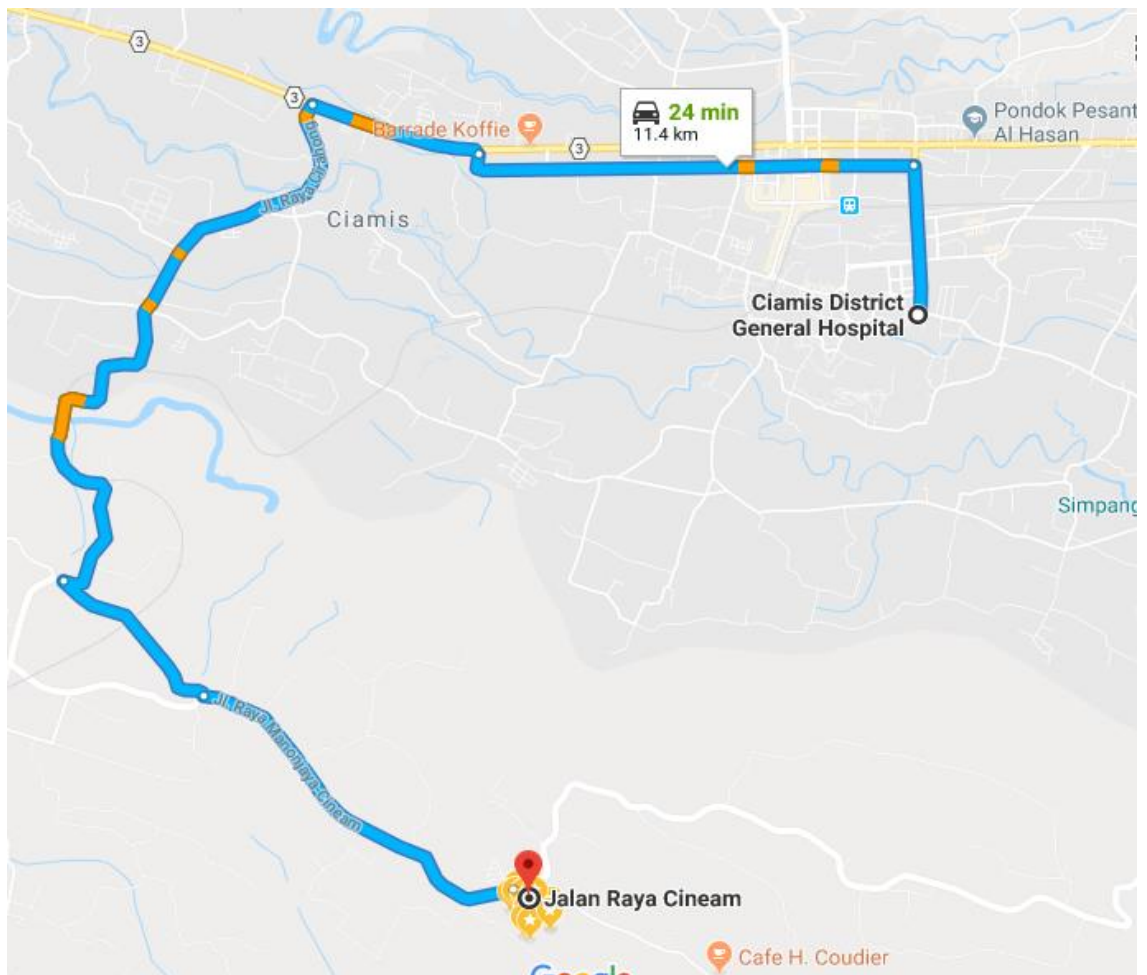 3
3
Barrade Koffie
24 min
11.4 km
3
Pondok Pesant
Al Hasan
Ciamis
Ciamis District
General Hospital
Simpang
Jl. Raya Manonjaya-Cineam
Jalan Raya Cineam
Cafe H. Coudier
Google